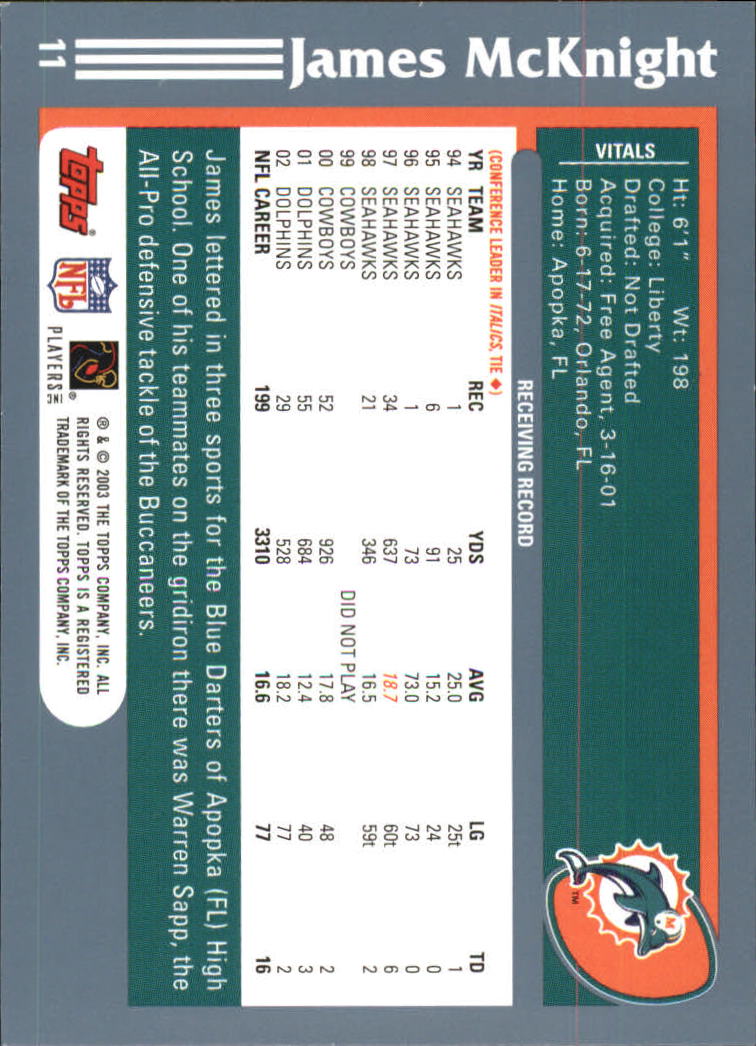 11
James McKnight
VITALS
Ht: 6'1" Wt: 198
College: Liberty
Drafted: Not Drafted
Acquired: Free Agent, 3-16-01
Born: 6-17-72, Orlando, FL
Home: Apopka, FL
RECEIVING RECORD
(CONFERENCE LEADER IN ITALICS, TIE ♦)
YR TEAM REC YDS AVG LG TD
94 SEAHAWKS 1 25 25.0 25t 1
95 SEAHAWKS 6 91 15.2 24 0
96 SEAHAWKS 1 73 73.0 73 0
97 SEAHAWKS 34 637 18.7 60t 6
98 SEAHAWKS 21 346 16.5 59t 2
99 COWBOYS DID NOT PLAY
00 COWBOYS 52 926 17.8 48 2
01 DOLPHINS 55 684 12.4 40 3
02 DOLPHINS 29 528 18.2 77 2
NFL CAREER 199 3310 16.6 77 16
James lettered in three sports for the Blue Darters of Apopka (FL) High
School. One of his teammates on the gridiron there was Warren Sapp, the
All-Pro defensive tackle of the Buccaneers.
topps®
NFL
PLAYERS INC ®
® & © 2003 THE TOPPS COMPANY, INC. ALL
RIGHTS RESERVED. TOPPS IS A REGISTERED
TRADEMARK OF THE TOPPS COMPANY, INC.
M
TM